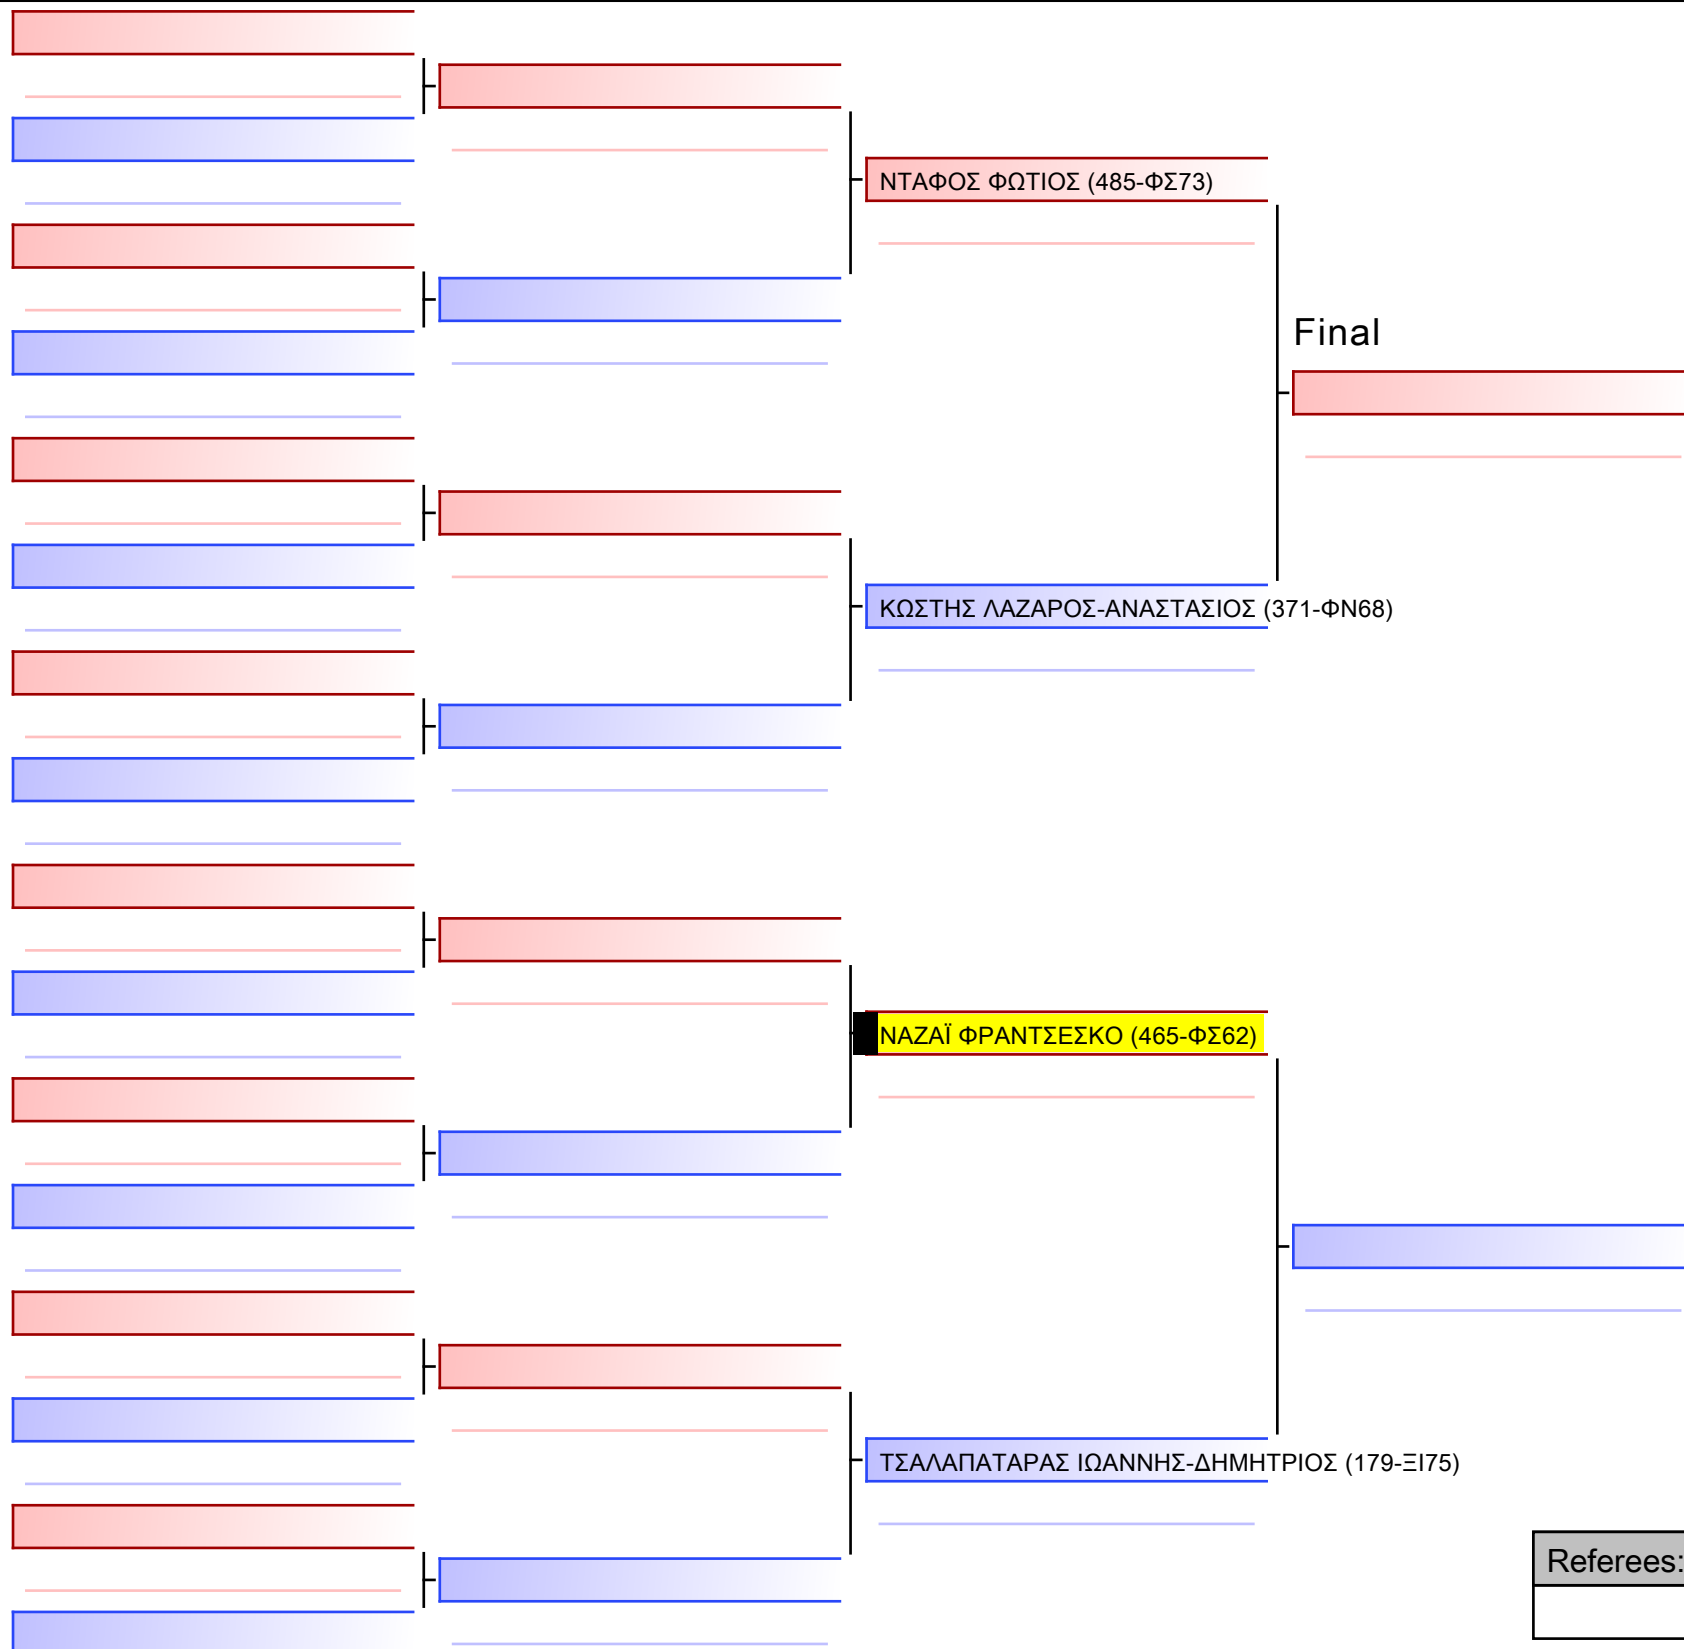 ΝΤΑΦΟΣ ΦΩΤΙΟΣ (485-ΦΣ73)
Final
ΚΩΣΤΗΣ ΛΑΖΑΡΟΣ-ΑΝΑΣΤΑΣΙΟΣ (371-ΦΝ68)
ΝΑΖΑΪ ΦΡΑΝΤΣΕΣΚΟ (465-ΦΣ62)
ΤΣΑΛΑΠΑΤΑΡΑΣ ΙΩΑΝΝΗΣ-ΔΗΜΗΤΡΙΟΣ (179-ΞΙ75)
Referees: